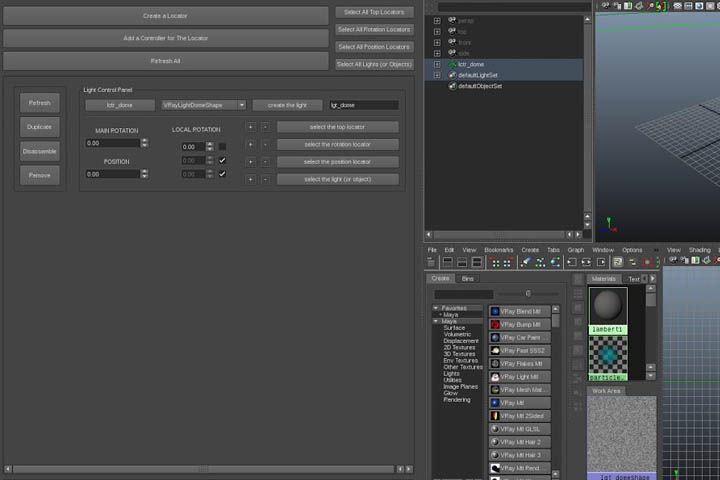 Create a Locator
Add a Controller for The Locator
Refresh All
Select All Top Locators
Select All Rotation Locators
Select All Position Locators
Select All Lights (or Objects)
Refresh
Duplicate
Disassemble
Remove
Light Control Panel
lctr_dome
VRayLightDomeShape
create the light
lgt_dome
MAIN ROTATION
LOCAL ROTATION
0.00
0.00
+
-
select the top locator
+
-
select the rotation locator
POSITION
0.00
+
-
select the position locator
0.00
0.00
+
-
select the light (or object)
persp
top
front
side
lctr_dome
defaultLightSet
defaultObjectSet
File Edit View Bookmarks Create Tabs Graph Window Options
View Shading
Create
Bins
Favorites
+ Maya
Maya
Surface
Volumetric
Displacement
2D Textures
3D Textures
Env Textures
Other Textures
Lights
Utilities
Image Planes
Glow
Rendering
VRay Blend Mtl
VRay Bump Mtl
VRay Car Paint ...
VRay Fast SSS2
VRay Flakes Mtl
VRay Light Mtl
VRay Mesh Mat...
VRay Mtl
VRay Mtl 2Sided
VRay Mtl GLSL
VRay Mtl Hair 2
VRay Mtl Hair 3
VRay Mtl Rend...
Materials
Text
lambert1
particle...
Work Area
lgt_domeShape